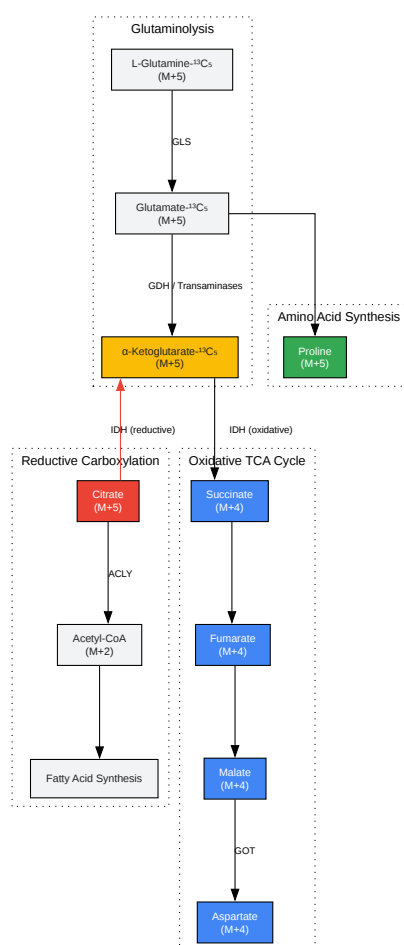 Glutaminolysis
L-Glutamine-¹³C₅
(M+5)
GLS
Glutamate-¹³C₅
(M+5)
GDH / Transaminases
Amino Acid Synthesis
α-Ketoglutarate-¹³C₅
(M+5)
Proline
(M+5)
IDH (reductive)
IDH (oxidative)
Reductive Carboxylation
Oxidative TCA Cycle
Citrate
(M+5)
Succinate
(M+4)
ACLY
Acetyl-CoA
(M+2)
Fumarate
(M+4)
Fatty Acid Synthesis
Malate
(M+4)
GOT
Aspartate
(M+4)